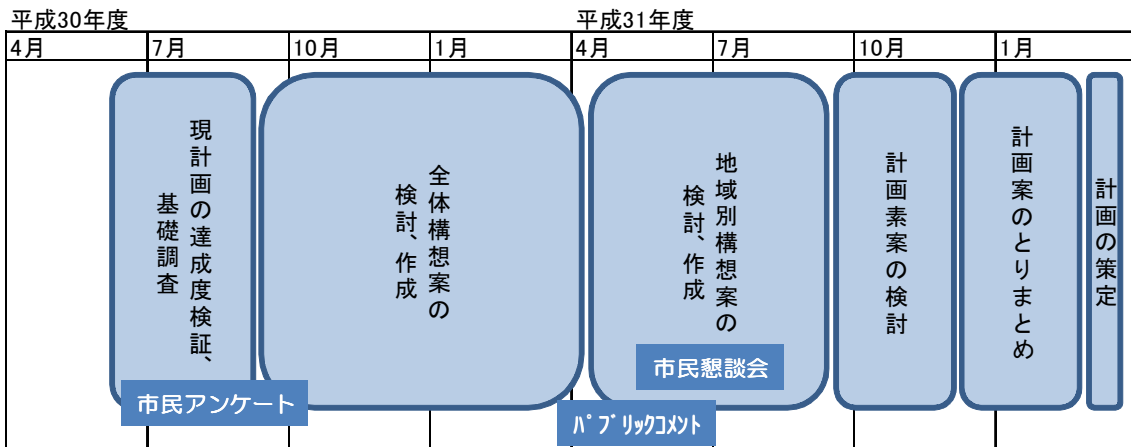 平成30年度
平成31年度
4月
7月
10月
1月
4月
7月
10月
1月
現計画の達成度検証、
基礎調査
全体構想案の
検討、作成
地域別構想案の
検討、作成
計画素案の検討
計画案のとりまとめ
計画の策定
市民アンケート
市民懇談会
ﾊﾟﾌﾞﾘｯｸｺﾒﾝﾄ